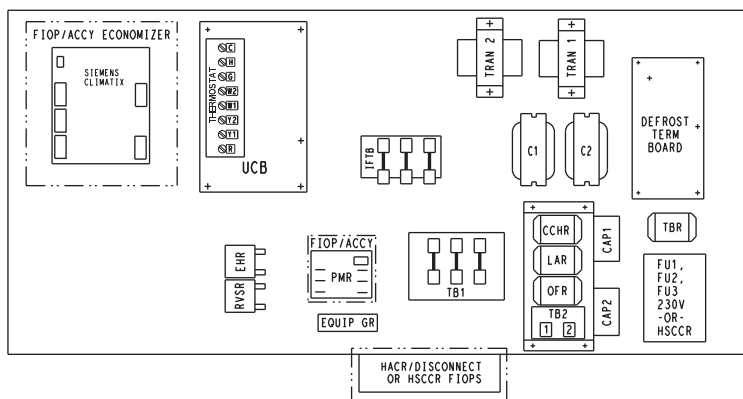 FIOP/ACCY ECONOMIZER
SIEMENS
CLIMATIX
THERMOSTAT
C
H
G
W2
W1
Y2
Y1
R
UCB
TRAN 2
TRAN 1
IFTB
C1
C2
DEFROST
TERM
BOARD
EHR
RVSR
FIOP/ACCY
PMR
EQUIP GR
TB1
CCHR
LAR
OFR
TB2
1 2
CAP1
CAP2
TBR
FU1,
FU2,
FU3
230V
-OR-
HSCCR
HACR/DISCONNECT
OR HSCCR FIOPS